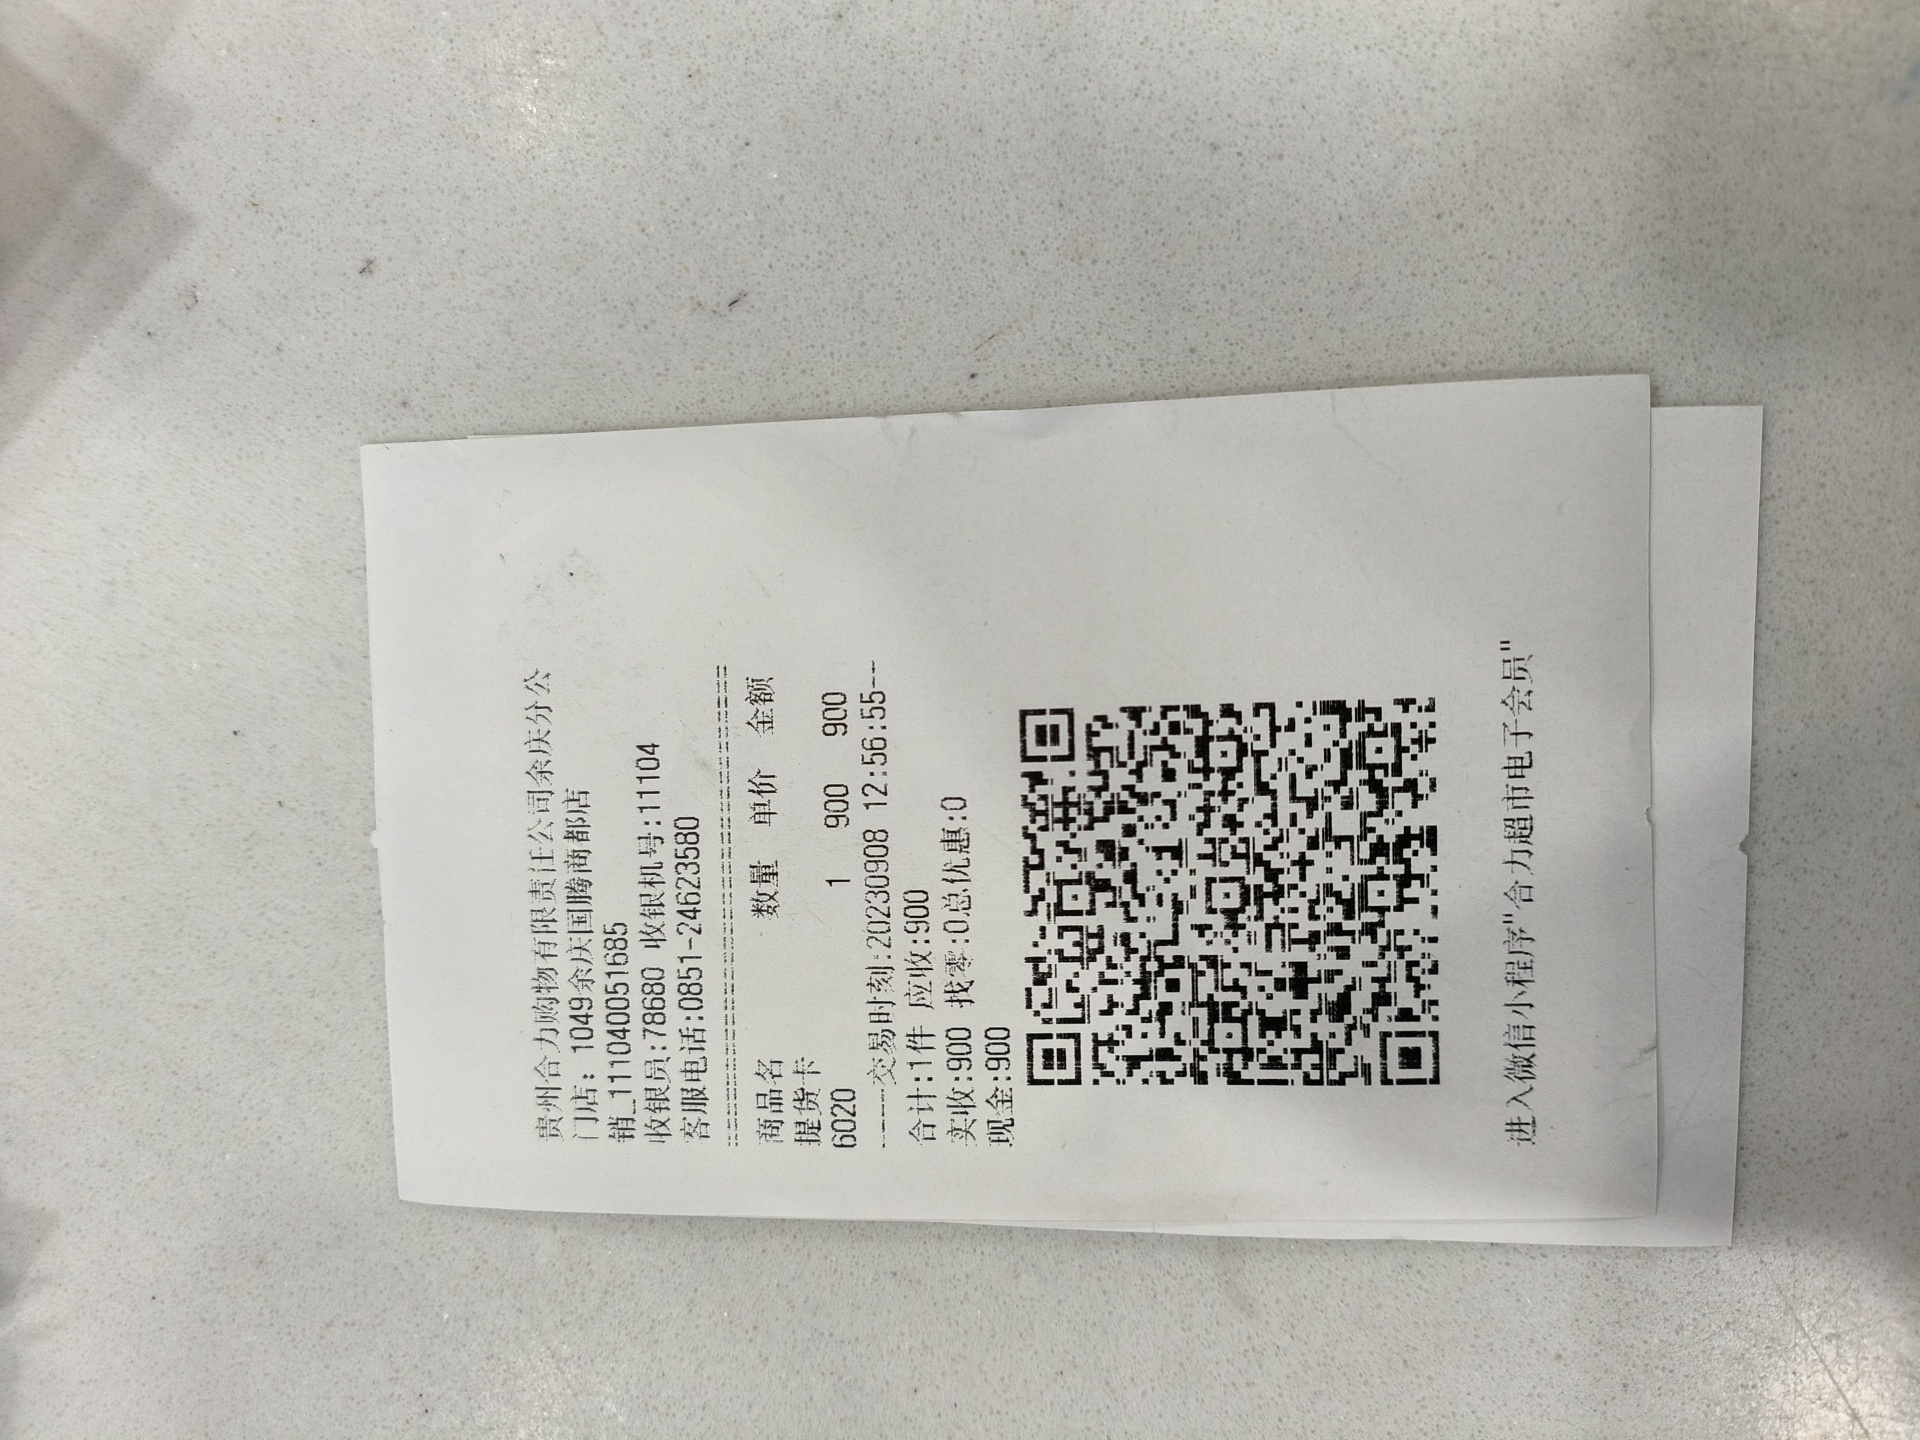 贵州合力购物有限责任公司余庆分公
门店: 1049余庆国腾商都店
销_1110400051685
收银员:78680 收银机号:11104
客服电话:0851-24623580
商品名 数量 单价 金额
提货卡
6020 1 900 900
-----交易时刻:20230908 12:56:55--
合计:1件 应收:900
实收:900 找零:0总优惠:0
现金:900
进入微信小程序"合力超市电子会员"